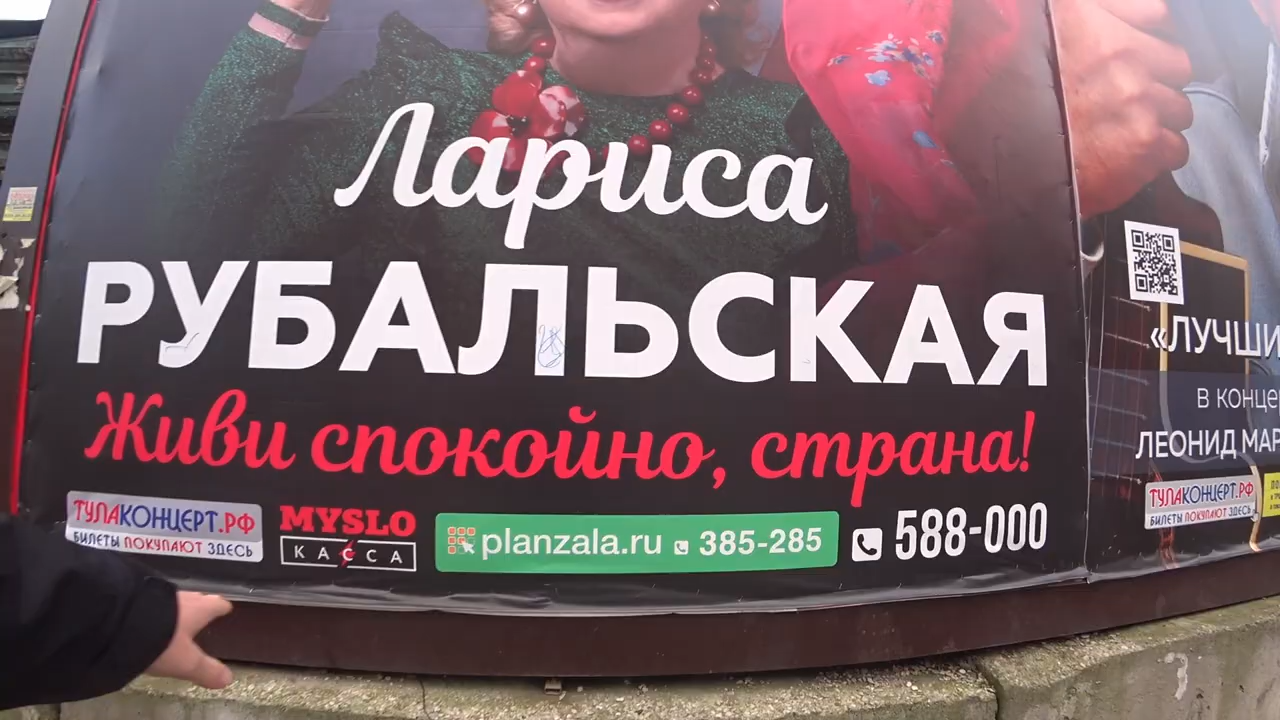 Лариса
РУБАЛЬСКАЯ
Живи спокойно, страна!
ТУЛАКОНЦЕРТ.РФ
БИЛЕТЫ ПОКУПАЮТ ЗДЕСЬ
MYSLO
КАССА
planzala.ru 385-285
588-000
«ЛУЧШИ
в конце
ЛЕОНИД МАР
ТУЛАКОНЦЕРТ.РФ
БИЛЕТЫ ПОКУПАЮТ ЗДЕСЬ